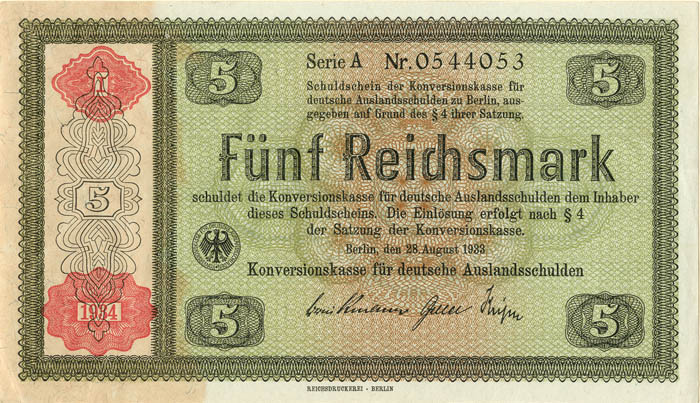 Serie A Nr.0544053
5 5
Schuldschein der Konversionskasse für
deutsche Auslandsschulden zu Berlin, aus-
gegeben auf Grund des § 4 ihrer Satzung.
Fünf Reichsmark
schuldet die Konversionskasse für deutsche Auslandsschulden dem Inhaber
dieses Schuldscheins. Die Einlösung erfolgt nach § 4
der Satzung der Konversionskasse.
Berlin, den 28. August 1933
Konversionskasse für deutsche Auslandsschulden
5 5
A
5
1934
REICHSDRUCKEREI - BERLIN